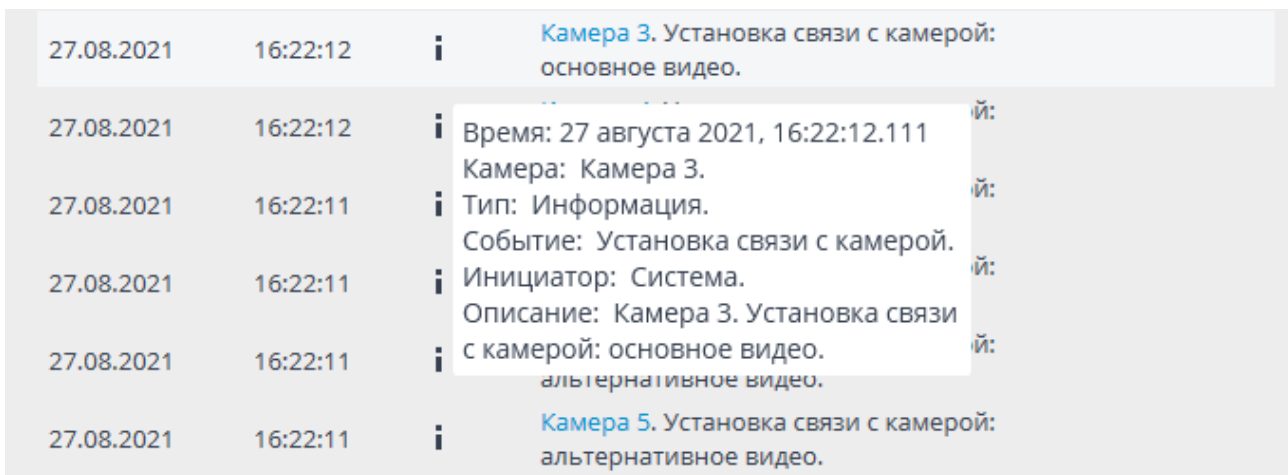 27.08.2021 16:22:12 i Камера 3. Установка связи с камерой:
основное видео.
27.08.2021 16:22:12 i
Время: 27 августа 2021, 16:22:12.111
Камера: Камера 3.
Тип: Информация.
Событие: Установка связи с камерой.
Инициатор: Система.
Описание: Камера 3. Установка связи
с камерой: основное видео.
27.08.2021 16:22:11 i
27.08.2021 16:22:11 i
27.08.2021 16:22:11 i
альтернативное видео.
27.08.2021 16:22:11 i Камера 5. Установка связи с камерой:
альтернативное видео.